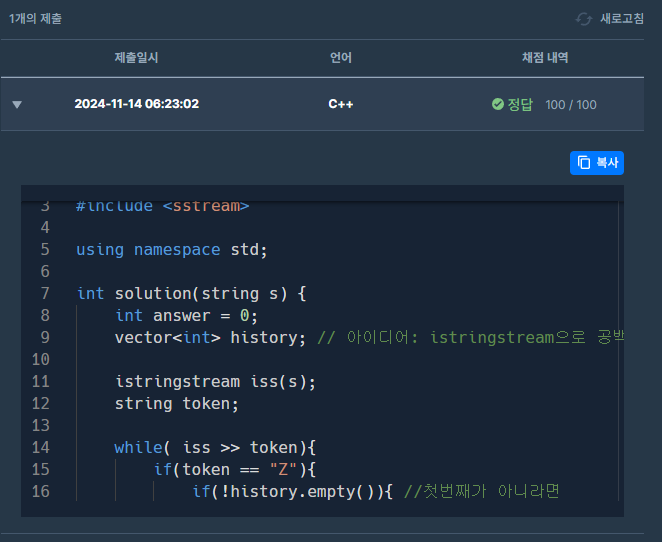 1개의 제출
새로고침
제출일시 언어 채점 내역
2024-11-14 06:23:02 C++ 정답 100 / 100
복사
3 #include <sstream>
4
5 using namespace std;
6
7 int solution(string s) {
8 int answer = 0;
9 vector<int> history; // 아이디어: istringstream으로 공백
10
11 istringstream iss(s);
12 string token;
13
14 while( iss >> token){
15 if(token == "Z"){
16 if(!history.empty()){ //첫번째가 아니라면